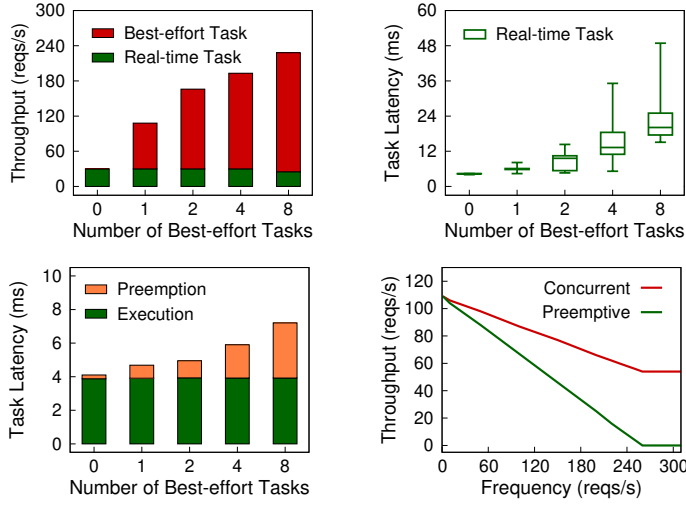 Throughput (reqs/s)
300
240
180
120
60
0
Best-effort Task
Real-time Task
0 1 2 4 8
Number of Best-effort Tasks
Task Latency (ms)
60
48
36
24
12
0
Real-time Task
0 1 2 4 8
Number of Best-effort Tasks
Task Latency (ms)
10
8
6
4
2
0
Preemption
Execution
0 1 2 4 8
Number of Best-effort Tasks
Throughput (reqs/s)
120
100
80
60
40
20
0
Concurrent
Preemptive
0 60 120 180 240 300
Frequency (reqs/s)